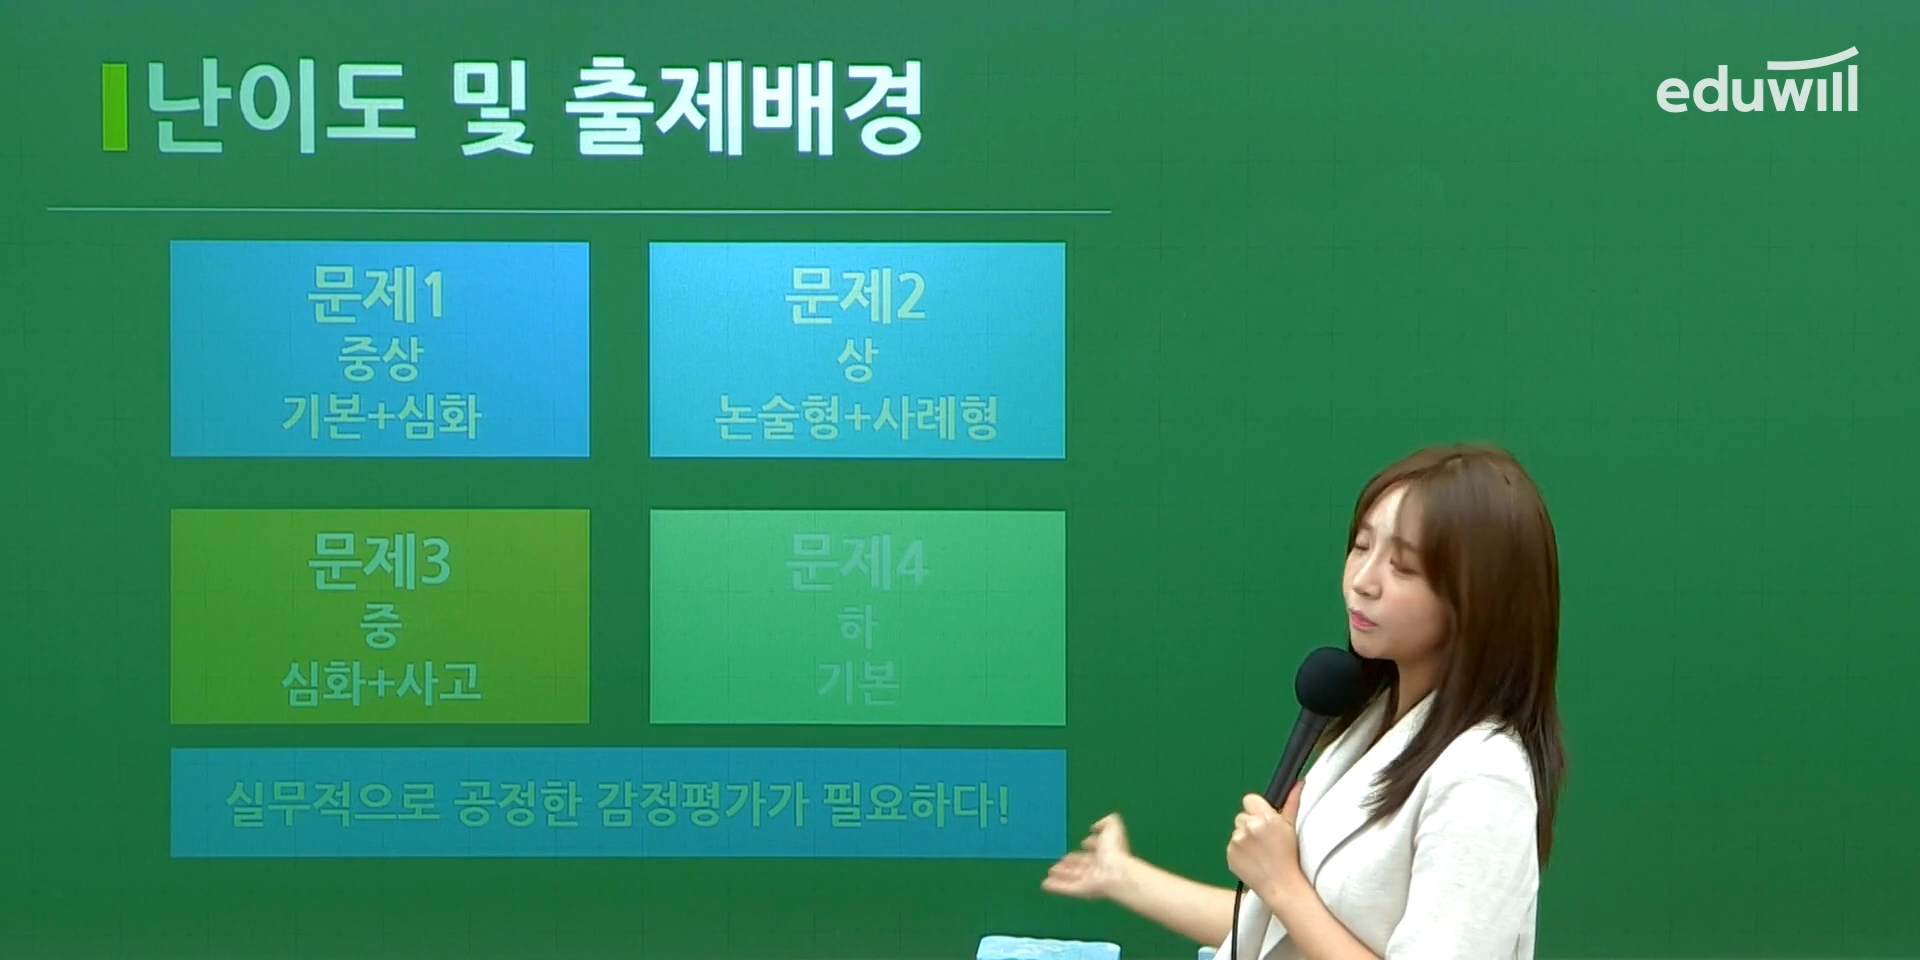 난이도 및 출제배경
eduwill
문제1
중상
기본+심화
문제2
상
논술형+사례형
문제3
중
심화+사고
문제4
하
기본
실무적으로 공정한 감정평가가 필요하다!